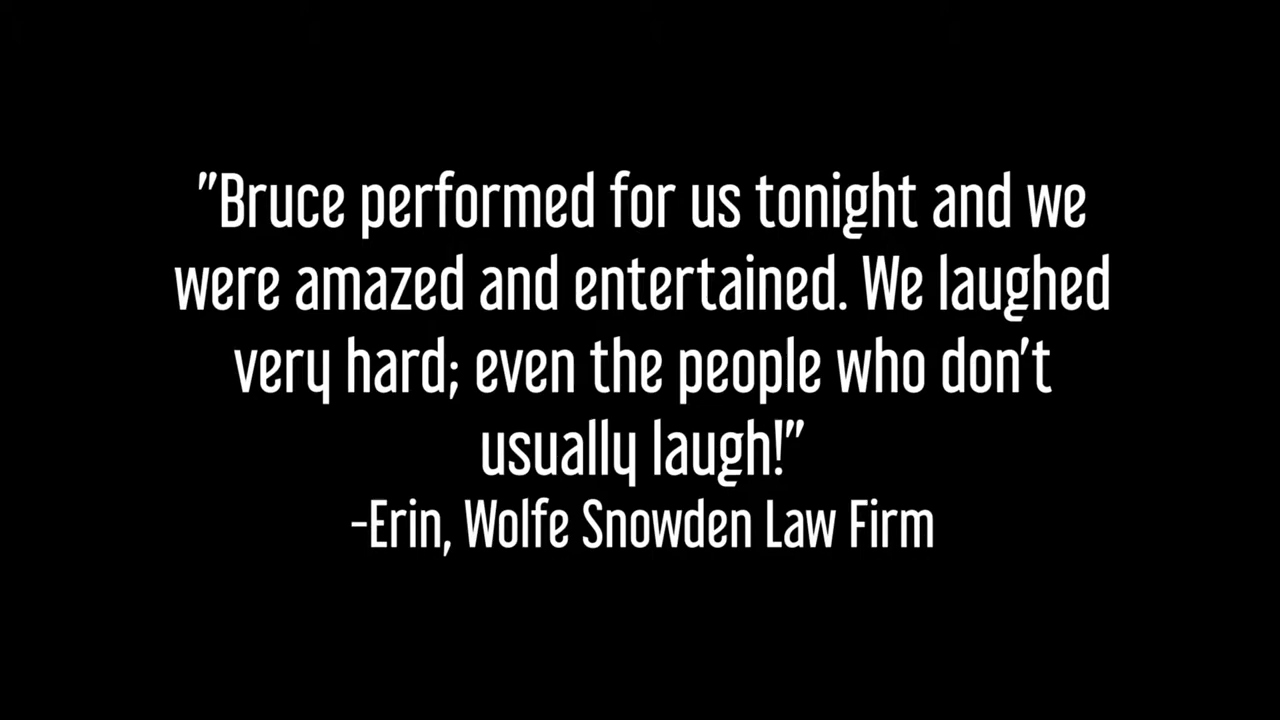 "Bruce performed for us tonight and we
were amazed and entertained. We laughed
very hard; even the people who don't
usually laugh!"
-Erin, Wolfe Snowden Law Firm